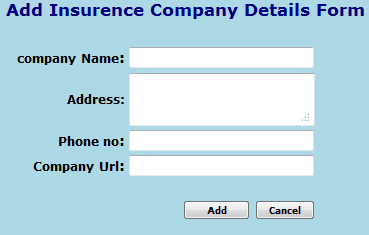 Add Insurence Company Details Form
company Name:
Address:
Phone no:
Company Url:
Add Cancel